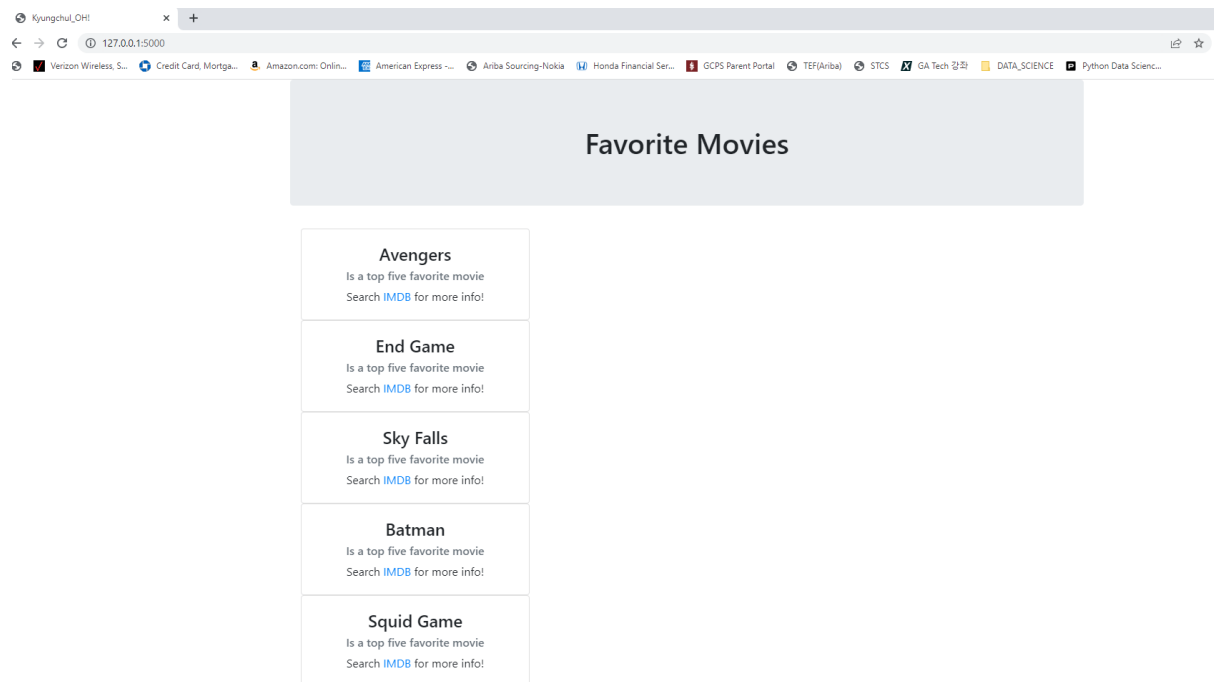 Kyungchul_OH!
127.0.0.1:5000
Verizon Wireless, S... Credit Card, Mortga... Amazon.com: Onlin... American Express -... Ariba Sourcing-Nokia Honda Financial Ser... GCPS Parent Portal TEF(Ariba) STCS GA Tech 강좌 DATA_SCIENCE Python Data Scienc...
Favorite Movies
Avengers
Is a top five favorite movie
Search IMDB for more info!
End Game
Is a top five favorite movie
Search IMDB for more info!
Sky Falls
Is a top five favorite movie
Search IMDB for more info!
Batman
Is a top five favorite movie
Search IMDB for more info!
Squid Game
Is a top five favorite movie
Search IMDB for more info!